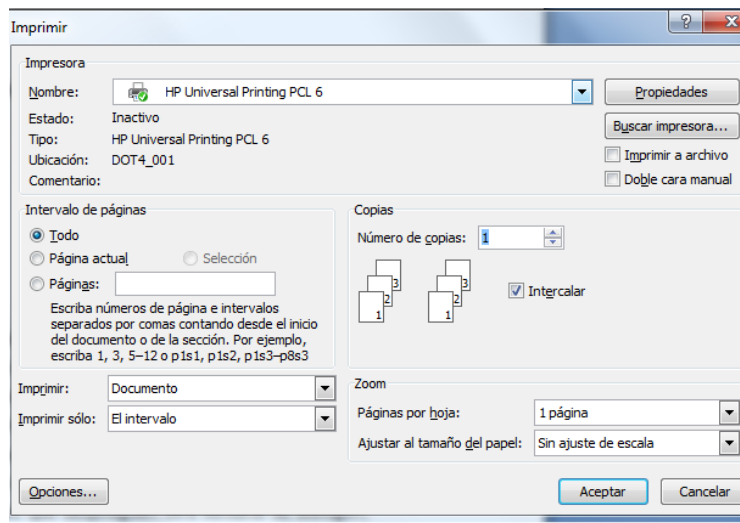 Imprimir
Impresora
Nombre: HP Universal Printing PCL 6 Propiedades
Estado: Inactivo Buscar impresora...
Tipo: HP Universal Printing PCL 6
Ubicación: DOT4_001 Imprimir a archivo
Comentario: Doble cara manual
Intervalo de páginas
Todo
Página actual Selección
Páginas:
Escriba números de página e intervalos
separados por comas contando desde el inicio
del documento o de la sección. Por ejemplo,
escriba 1, 3, 5–12 o p1s1, p1s2, p1s3–p8s3
Copias
Número de copias: 1
3 3
2 2
1 1
Intercalar
Imprimir: Documento
Imprimir sólo: El intervalo
Zoom
Páginas por hoja: 1 página
Ajustar al tamaño del papel: Sin ajuste de escala
Opciones... Aceptar Cancelar